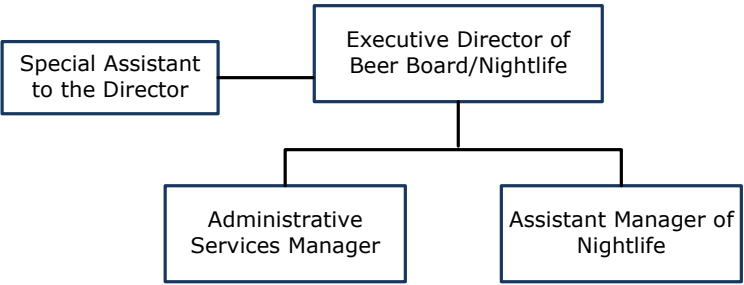 Executive Director of
Beer Board/Nightlife
Special Assistant
to the Director
Administrative
Services Manager
Assistant Manager of
Nightlife